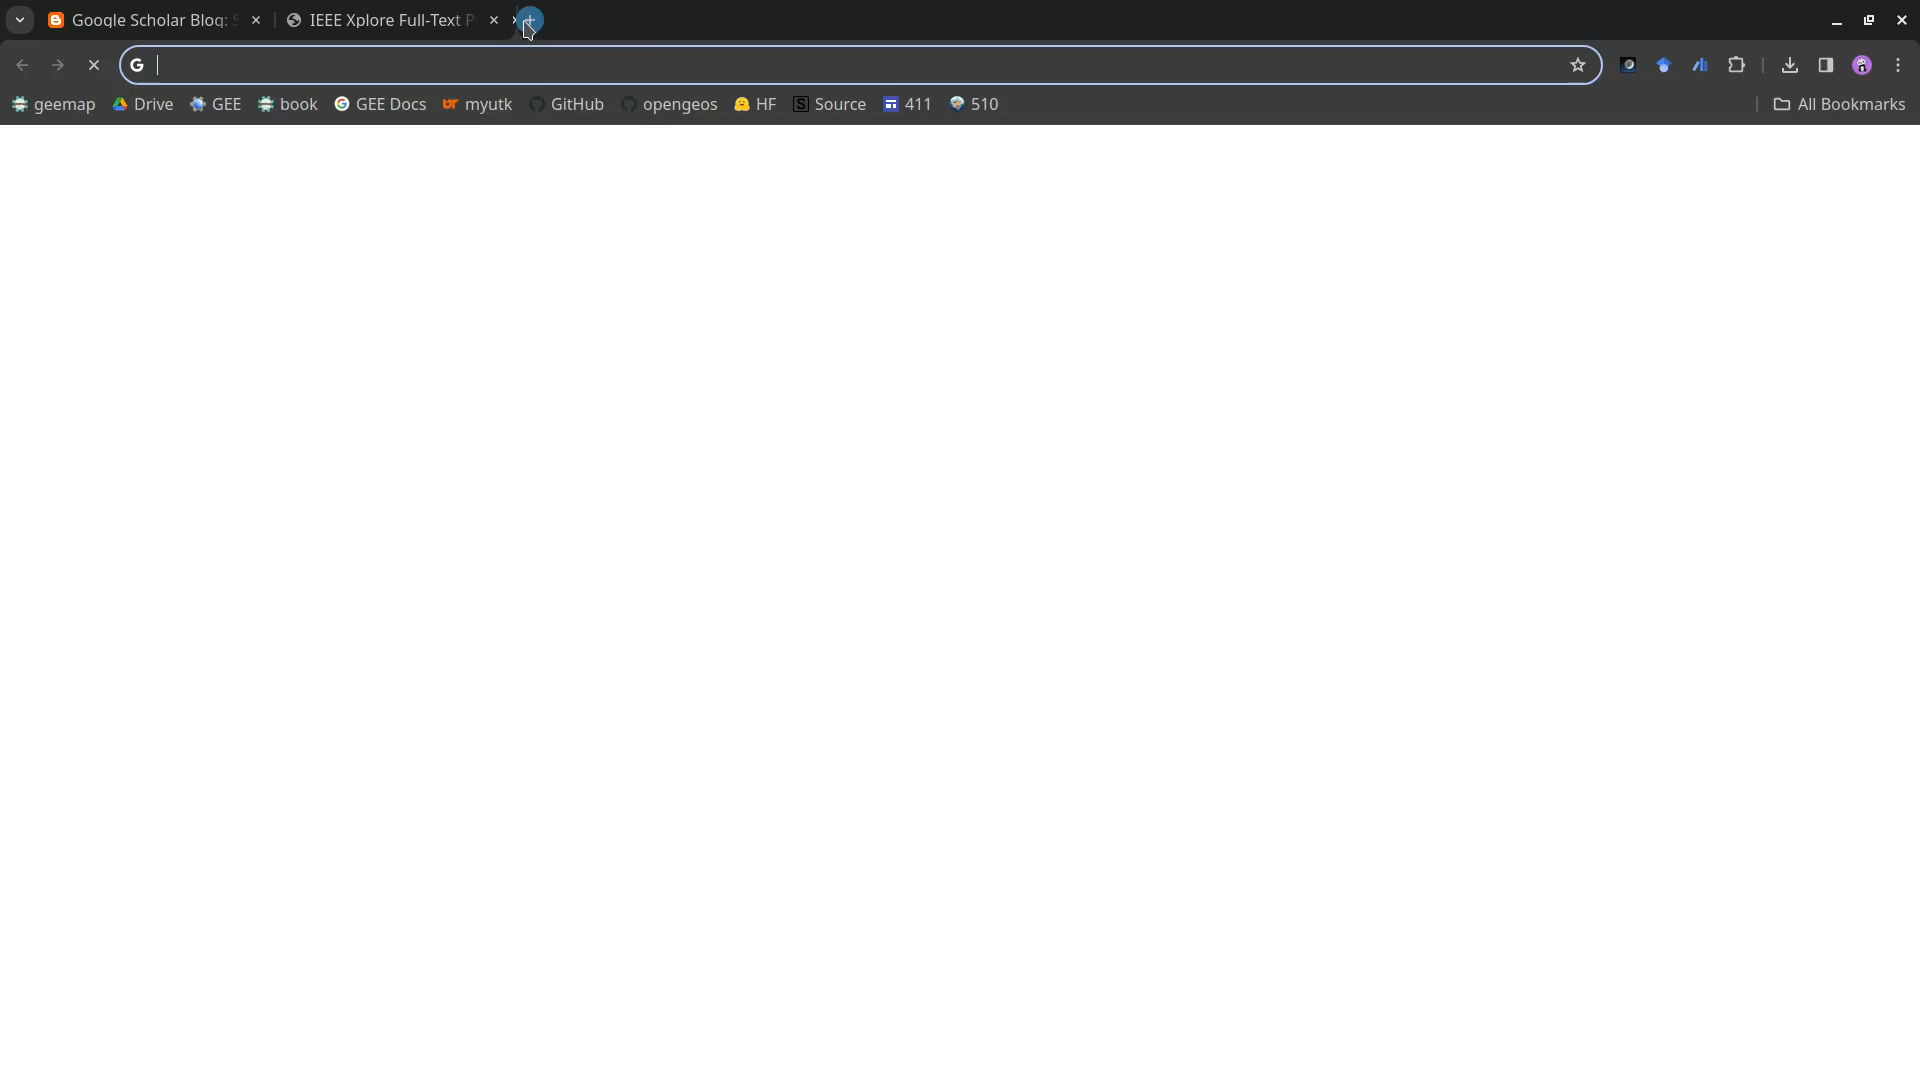 Google Scholar Blog: IEEE Xplore Full-Text P
geemap Drive GEE book GEE Docs myutk GitHub opengeos HF Source 411 510 All Bookmarks